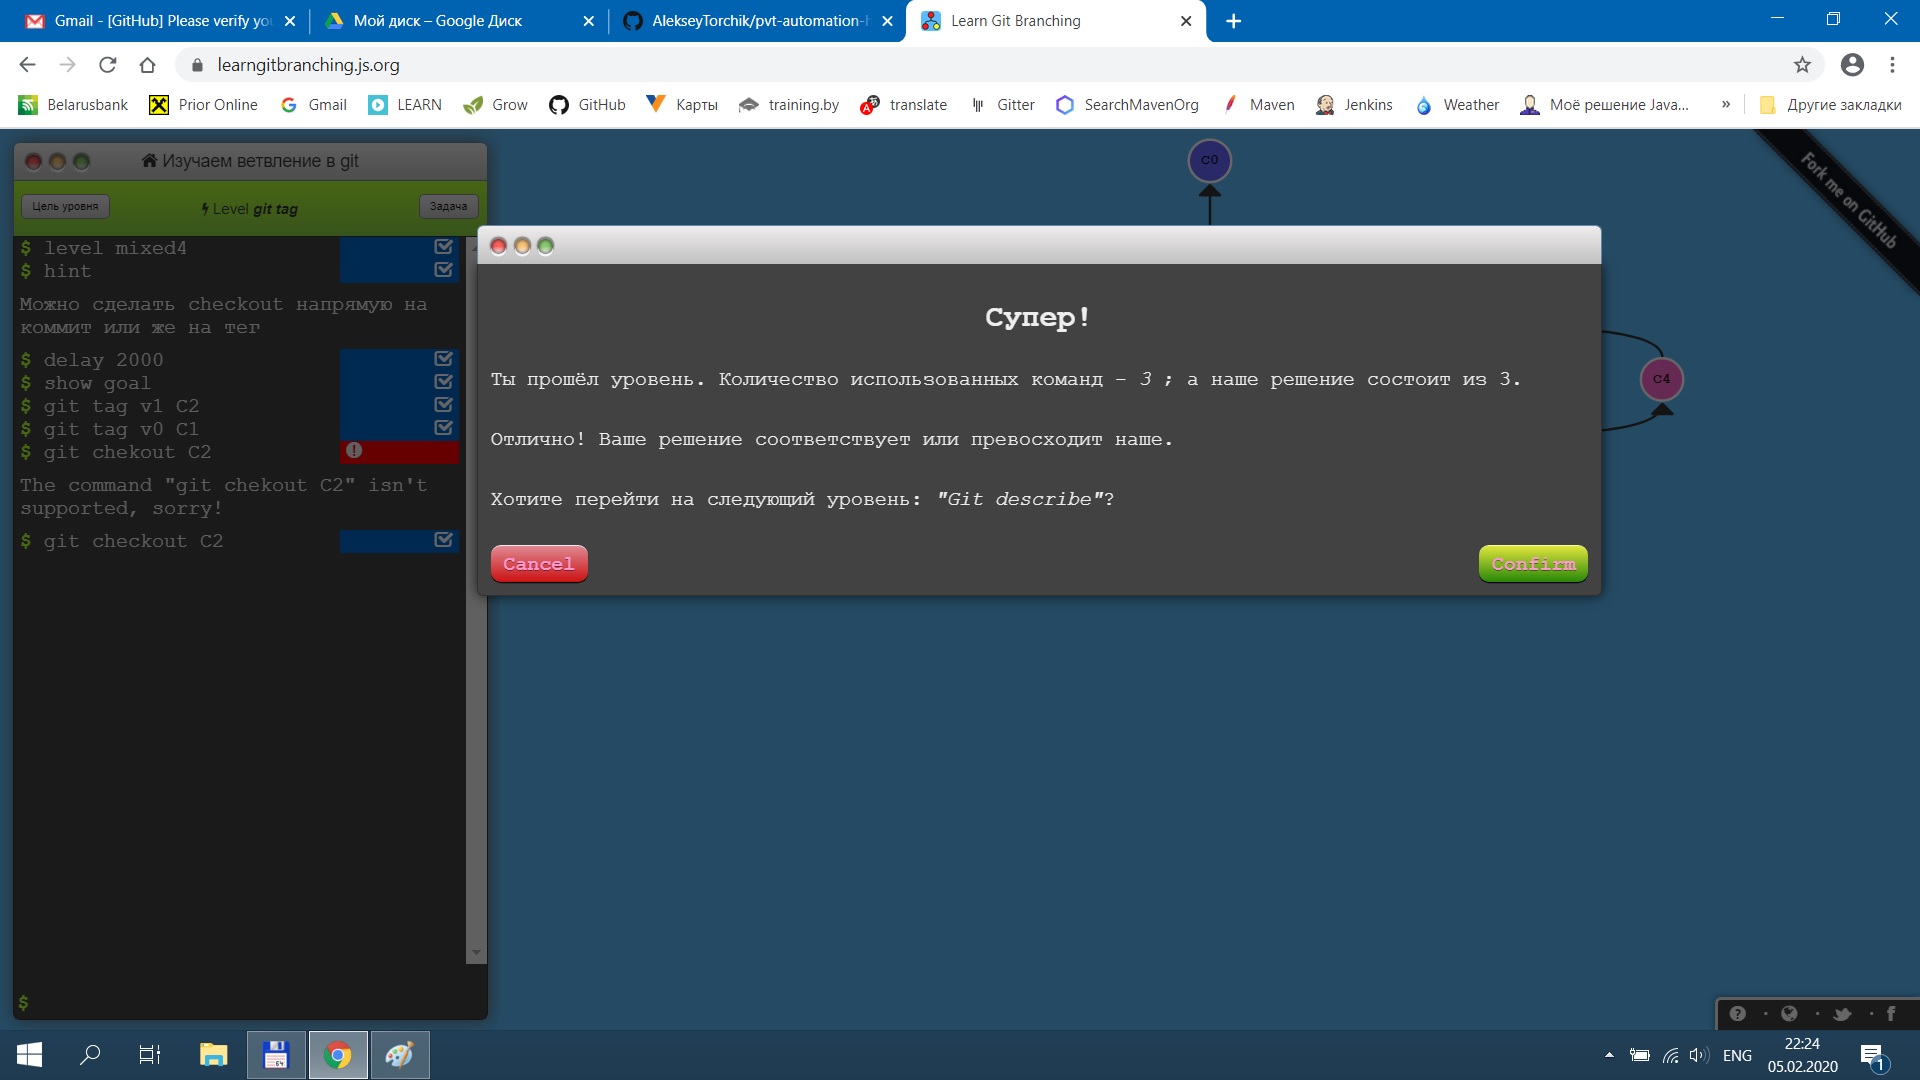 Gmail - [GitHub] Please verify you
Мой диск – Google Диск
AlekseyTorchik/pvt-automation-h
Learn Git Branching
learngitbranching.js.org
Belarusbank
Prior Online
Gmail
LEARN
Grow
GitHub
Карты
training.by
translate
Gitter
SearchMavenOrg
Maven
Jenkins
Weather
Моё решение Java...
»
Другие закладки
Изучаем ветвление в git
Цель уровня
Level git tag
Задача
$ level mixed4
$ hint
Можно сделать checkout напрямую на
коммит или же на тег
$ delay 2000
$ show goal
$ git tag v1 C2
$ git tag v0 C1
$ git chekout C2
The command "git chekout C2" isn't
supported, sorry!
$ git checkout C2
$
C0
Fork me on GitHub
C4
Супер!
Ты прошёл уровень. Количество использованных команд – 3 ; а наше решение состоит из 3.
Отлично! Ваше решение соответствует или превосходит наше.
Хотите перейти на следующий уровень: "Git describe"?
Cancel
Confirm
64
ENG
22:24
05.02.2020
1